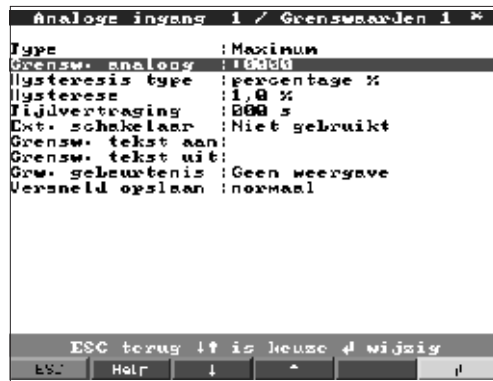 Analoge ingang 1 / Grenswaarden 1 *
Type :Maximum
Grensw. analoog :+0000
Hysteresis type :percentage %
Hysterese :1,0 %
Tijdvertraging :000 s
Ext. schakelaar :Niet gebruikt
Grensw. tekst aan:
Grensw. tekst uit:
Grw. gebeurtenis :Geen weergave
Versneld opslaan :normaal
ESC terug ↓↑ is keuze ↲ wijzig
ESC Help ↓ ↑ ↲